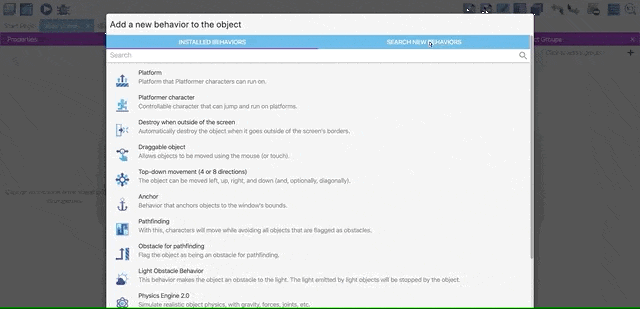 Add a new behavior to the object
INSTALLED BEHAVIORS
SEARCH NEW BEHAVIORS
Properties
ct Groups
Search
Platform
Platform that Platformer characters can run on.
Platformer character
Controllable character that can jump and run on platforms.
Destroy when outside of the screen
Automatically destroy the object when it goes outside of the screen's borders.
Draggable object
Allows objects to be moved using the mouse (or touch).
Top-down movement (4 or 8 directions)
The object can be moved left, up, right, and down (and, optionally, diagonally).
Anchor
Behavior that anchors objects to the window's bounds.
Pathfinding
With this, characters will move while avoiding all objects that are flagged as obstacles.
Obstacle for pathfinding
Flag the object as being an obstacle for pathfinding.
Light Obstacle Behavior
This behavior makes the object an obstacle to the light. The light emitted by light objects will be stopped by the object.
Physics Engine 2.0
Simulate realistic object physics, with gravity, forces, joints, etc.